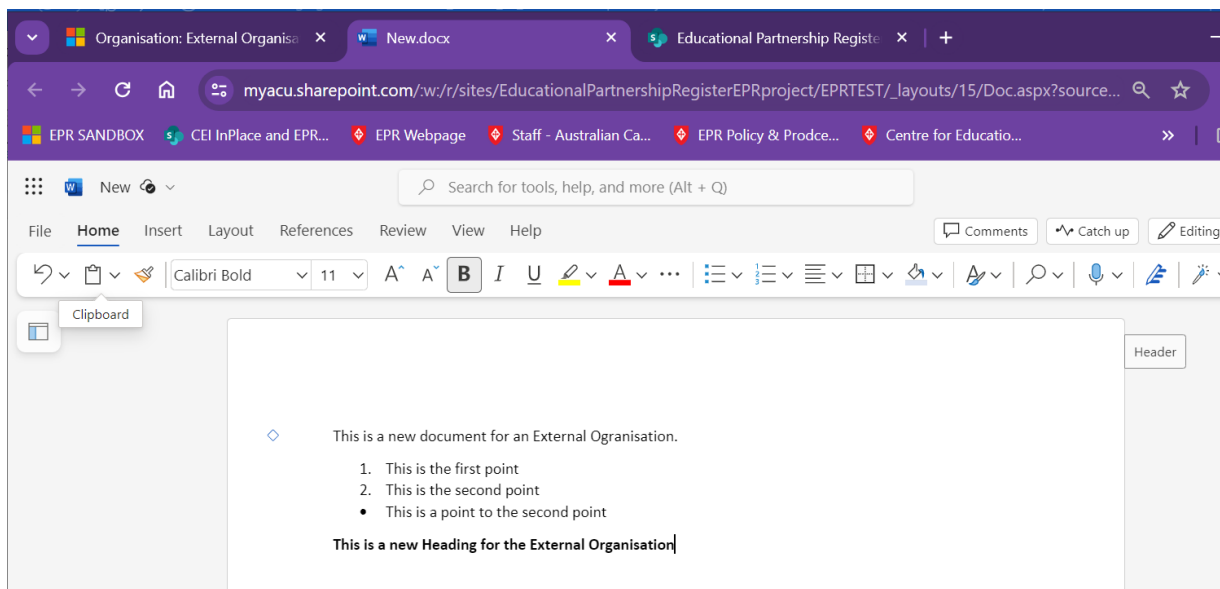 Organisation: External Organisa
New.docx
Educational Partnership Registe
myacu.sharepoint.com/:w:/r/sites/EducationalPartnershipRegisterEPRproject/EPRTEST/_layouts/15/Doc.aspx?source...
EPR SANDBOX CEI InPlace and EPR... EPR Webpage Staff - Australian Ca... EPR Policy & Prodce... Centre for Educatio...
New
Search for tools, help, and more (Alt + Q)
File Home Insert Layout References Review View Help Comments Catch up Editing
Calibri Bold 11 A A B I U A
Clipboard
Header
This is a new document for an External Ogranisation.
1. This is the first point
2. This is the second point
• This is a point to the second point
This is a new Heading for the External Organisation